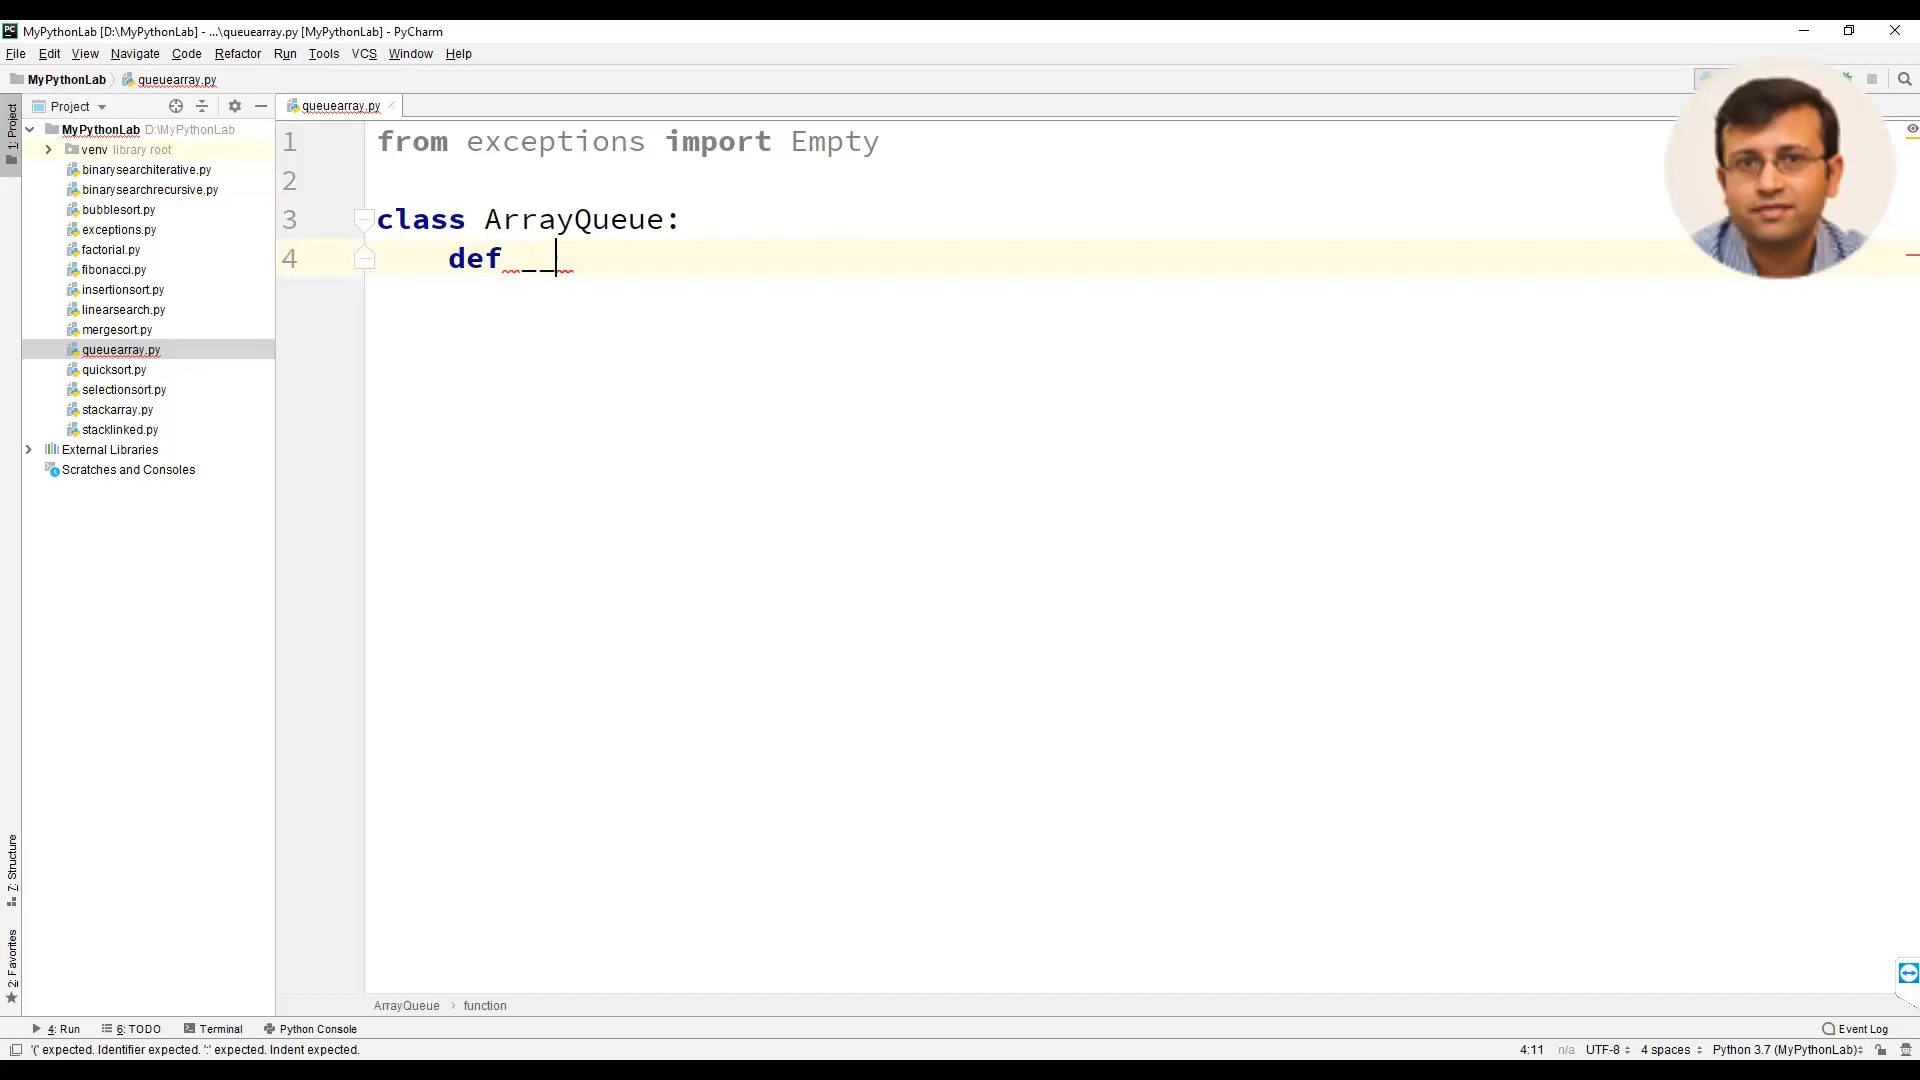 MyPythonLab [D:\MyPythonLab] - ...\queuearray.py [MyPythonLab] - PyCharm
File Edit View Navigate Code Refactor Run Tools VCS Window Help
MyPythonLab queuearray.py
1: Project
Project
queuearray.py
MyPythonLab D:\MyPythonLab
venv library root
binarysearchiterative.py
binarysearchrecursive.py
bubblesort.py
exceptions.py
factorial.py
fibonacci.py
insertionsort.py
linearsearch.py
mergesort.py
queuearray.py
quicksort.py
selectionsort.py
stackarray.py
stacklinked.py
External Libraries
Scratches and Consoles
1 from exceptions import Empty
2
3 class ArrayQueue:
4 def __
7: Structure
2: Favorites
ArrayQueue › function
4: Run 6: TODO Terminal Python Console Event Log
'(' expected. Identifier expected. ':' expected. Indent expected. 4:11 n/a UTF-8 4 spaces Python 3.7 (MyPythonLab)